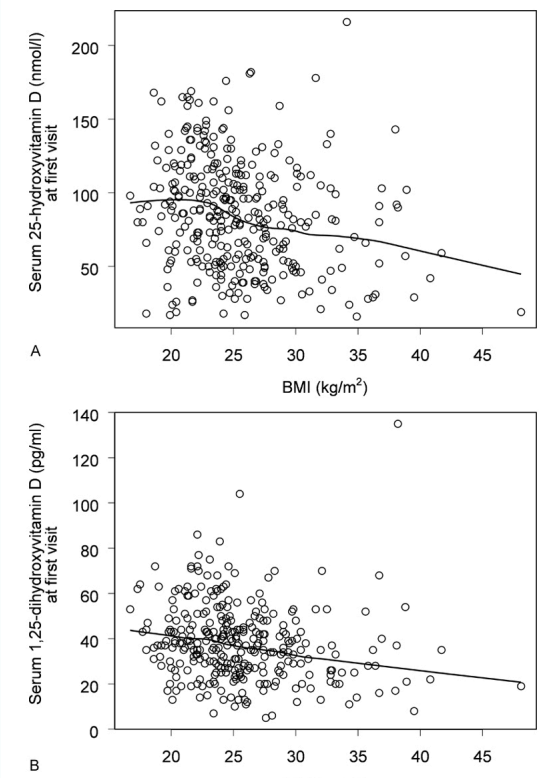 Serum 25-hydroxyvitamin D (nmol/l)
at first visit
200
150
100
50
20 25 30 35 40 45
A
BMI (kg/m²)
Serum 1,25-dihydroxyvitamin D (pg/ml)
at first visit
140
120
100
80
60
40
20
0
20 25 30 35 40 45
B